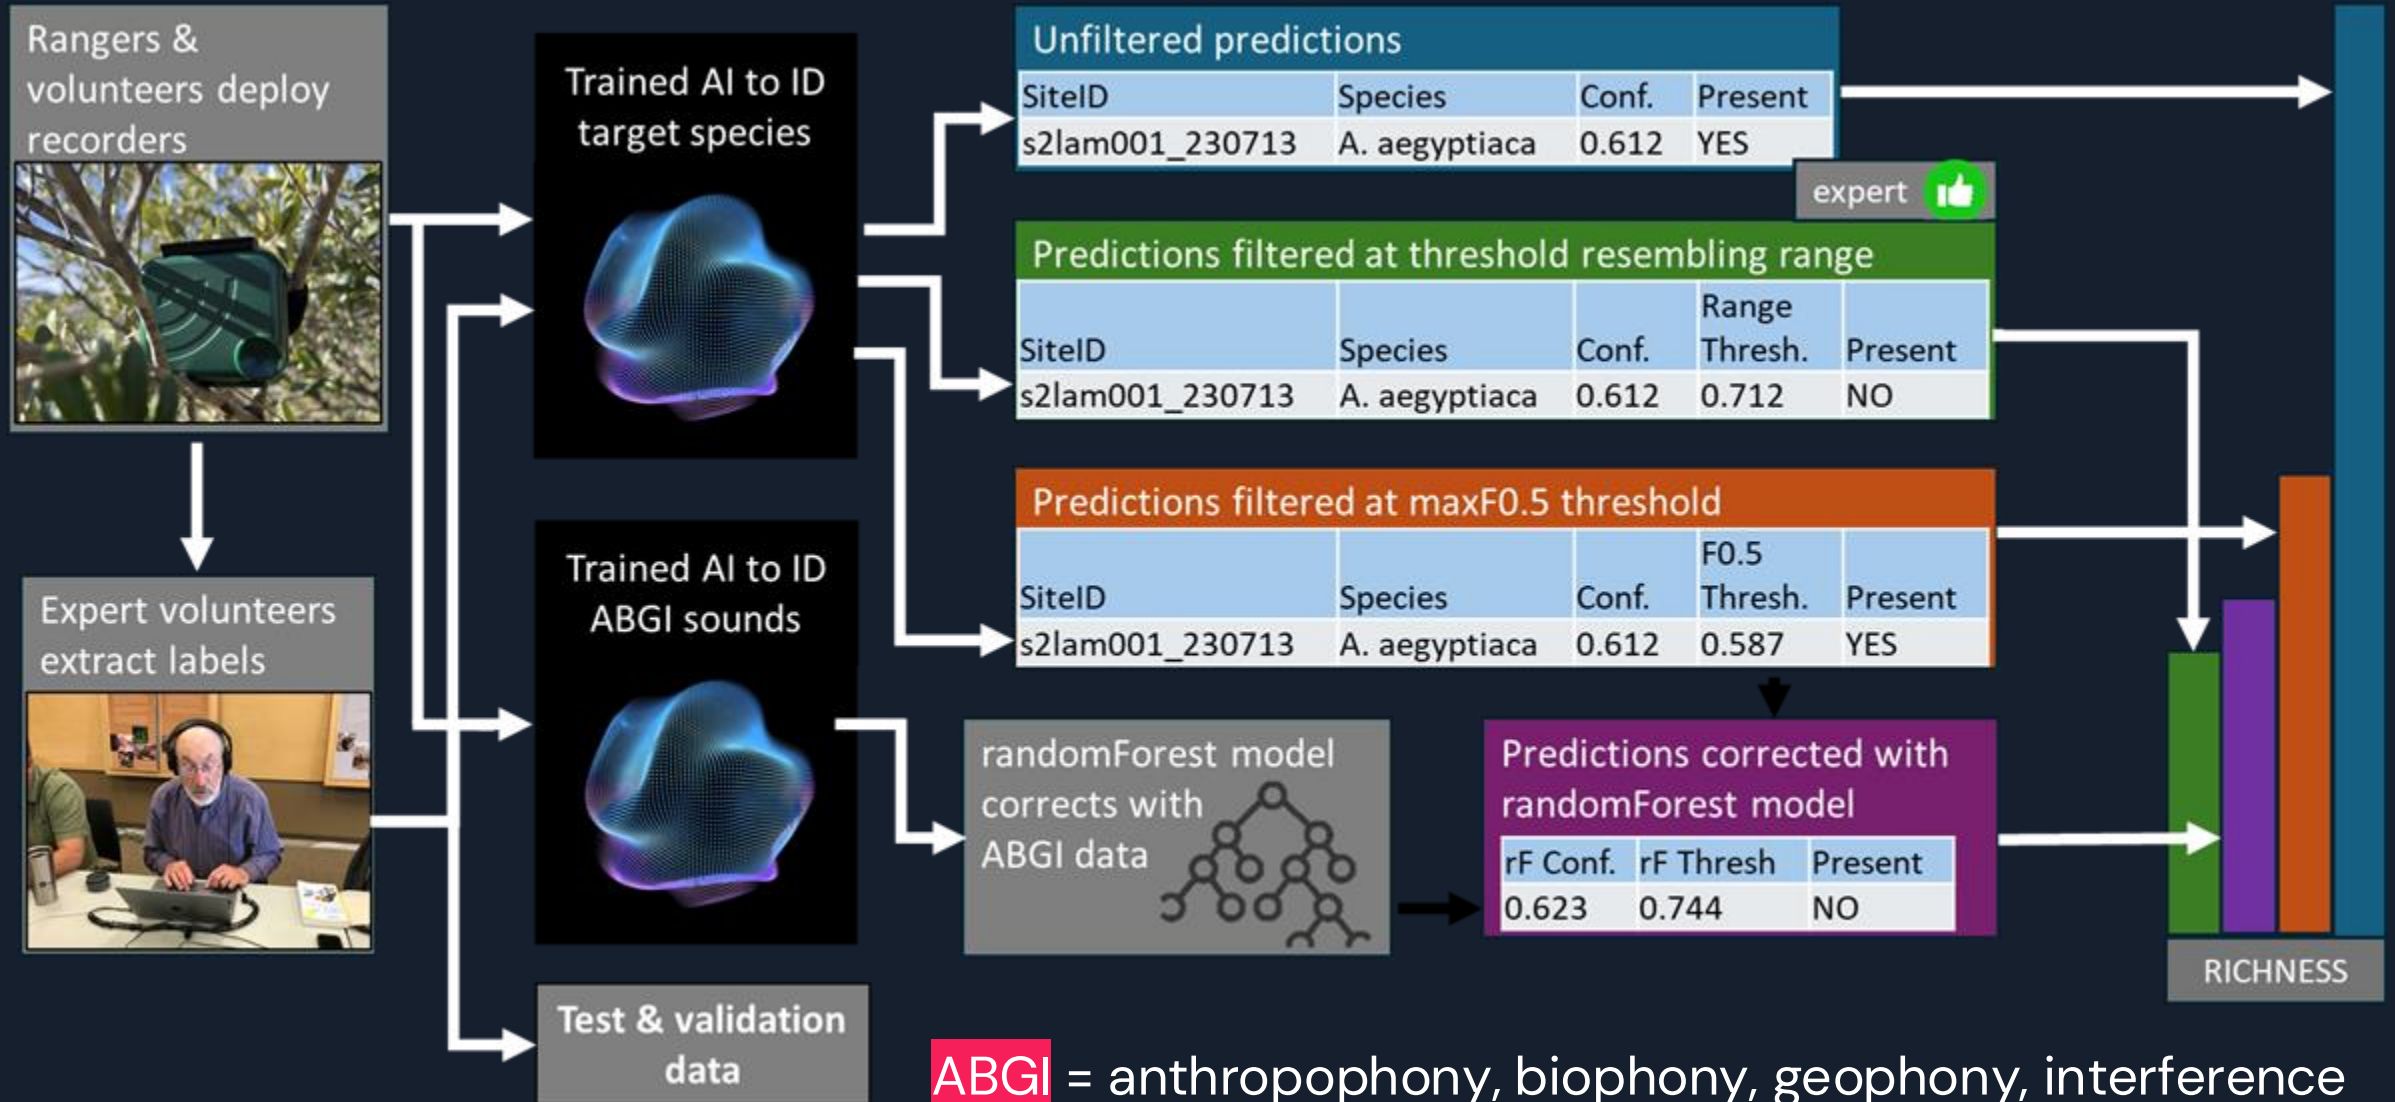 Rangers &
volunteers deploy
recorders
Expert volunteers
extract labels
Trained AI to ID
target species
Trained AI to ID
ABGI sounds
Test & validation
data
Unfiltered predictions
SiteID Species Conf. Present
s2lam001_230713 A. aegyptiaca 0.612 YES
expert
Predictions filtered at threshold resembling range
Range
SiteID Species Conf. Thresh. Present
s2lam001_230713 A. aegyptiaca 0.612 0.712 NO
Predictions filtered at maxF0.5 threshold
F0.5
SiteID Species Conf. Thresh. Present
s2lam001_230713 A. aegyptiaca 0.612 0.587 YES
randomForest model
corrects with
ABGI data
Predictions corrected with
randomForest model
rF Conf. rF Thresh Present
0.623 0.744 NO
RICHNESS
ABGI = anthropophony, biophony, geophony, interference